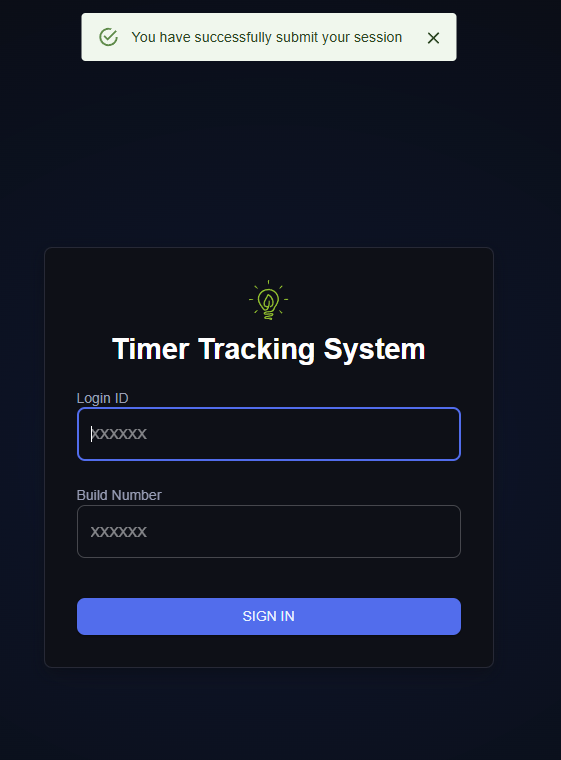 You have successfully submit your session
Timer Tracking System
Login ID
XXXXXX
Build Number
XXXXXX
SIGN IN